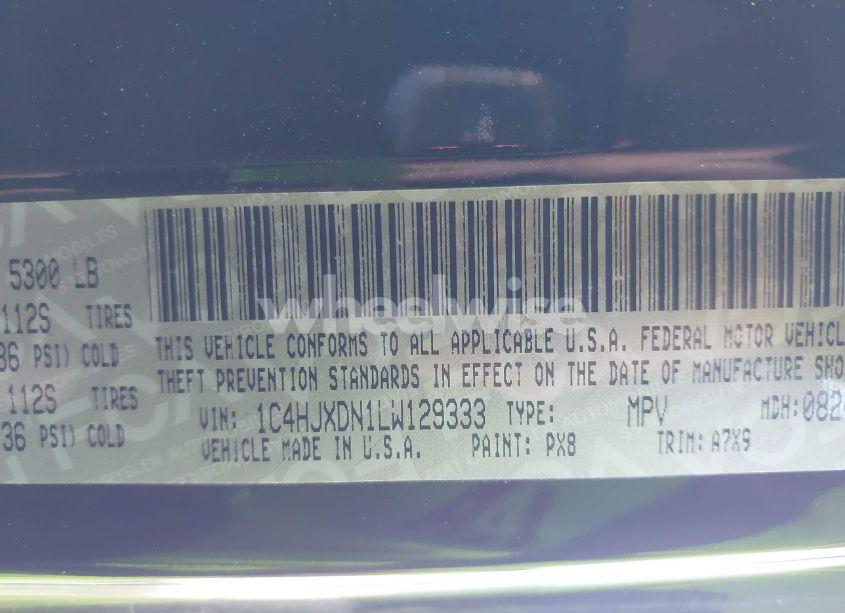 5300 LB
112S TIRES
36 PSI) COLD
112S TIRES
36 PSI) COLD
wheelwise
THIS VEHICLE CONFORMS TO ALL APPLICABLE U.S.A. FEDERAL MOTOR VEHICL
THEFT PREVENTION STANDARDS IN EFFECT ON THE DATE OF MANUFACTURE SHO
VIN: 1C4HJXDN1LW129333 TYPE: MPV MDH:082
VEHICLE MADE IN U.S.A. PAINT: PX8 TRIM: A7X9